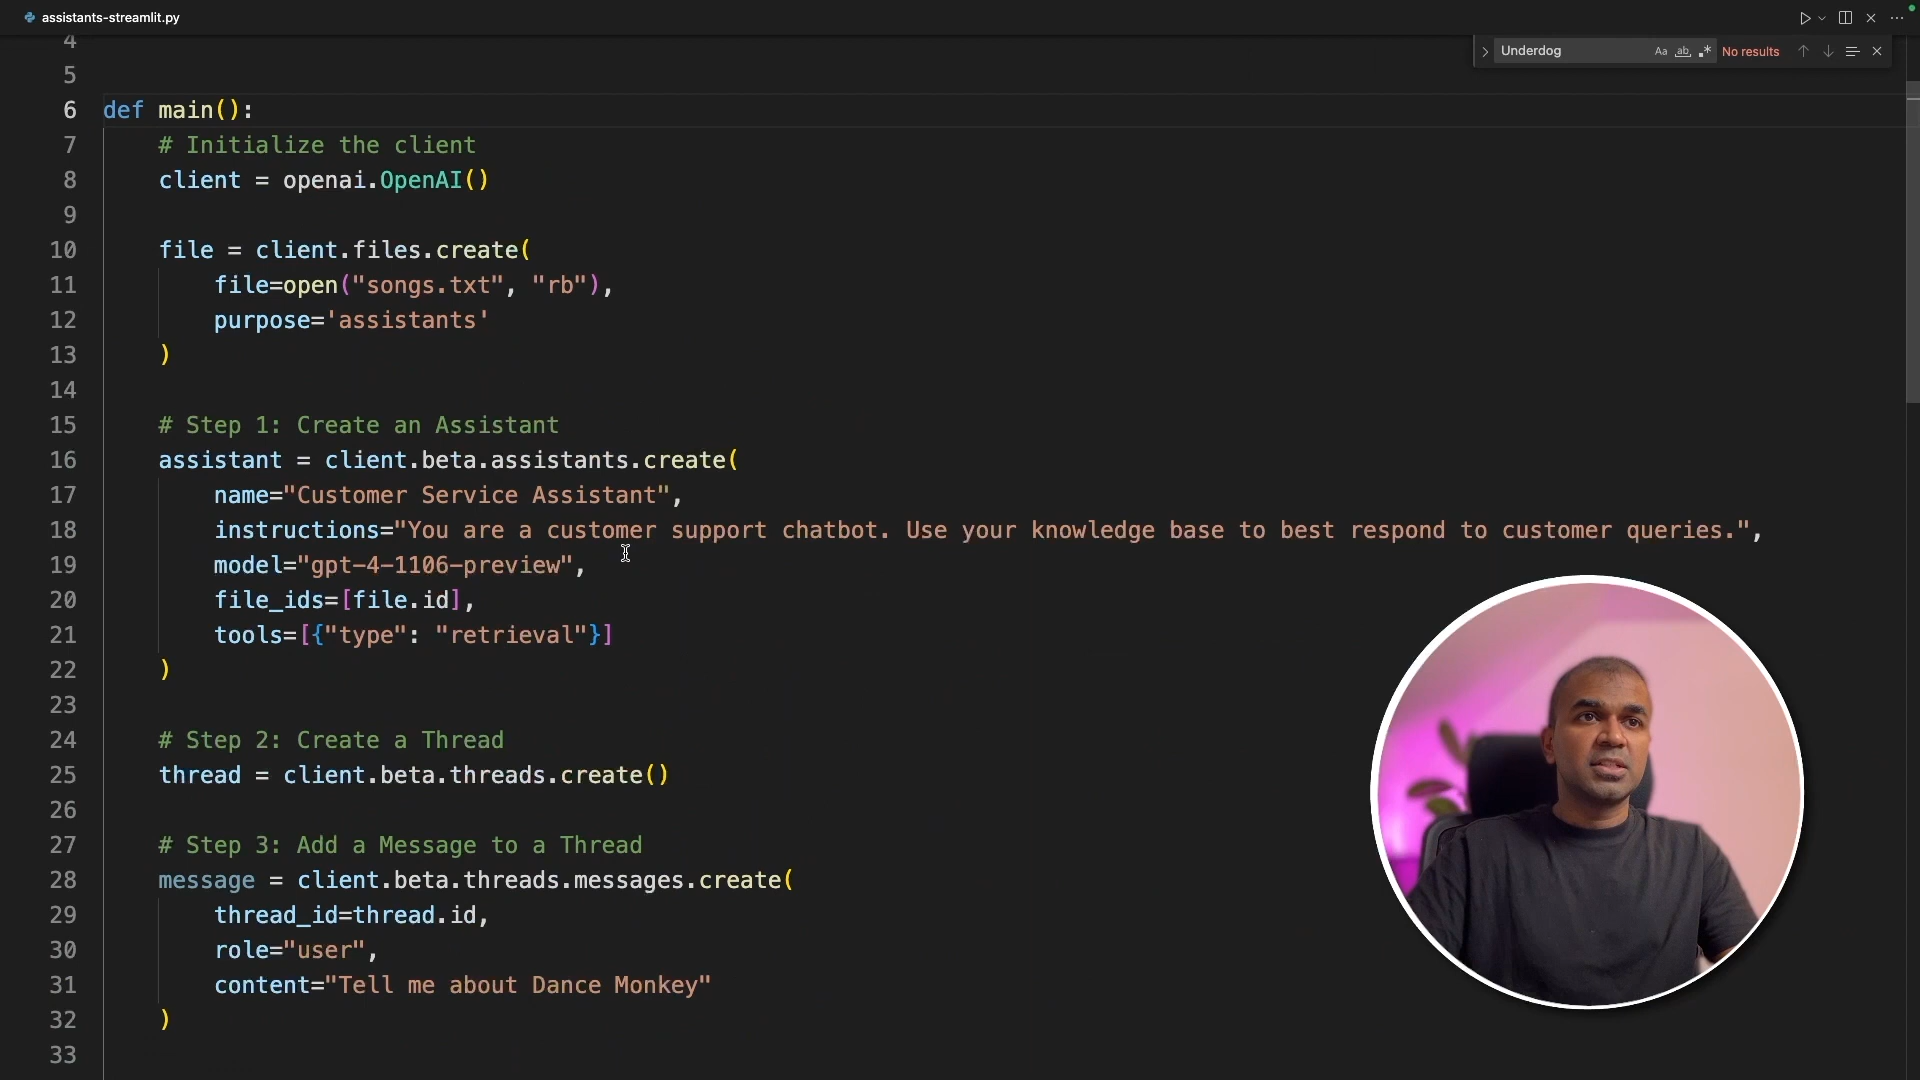 assistants-streamlit.py
Underdog
Aa ab .* No results
4
5
6 def main():
7 # Initialize the client
8 client = openai.OpenAI()
9
10 file = client.files.create(
11 file=open("songs.txt", "rb"),
12 purpose='assistants'
13 )
14
15 # Step 1: Create an Assistant
16 assistant = client.beta.assistants.create(
17 name="Customer Service Assistant",
18 instructions="You are a customer support chatbot. Use your knowledge base to best respond to customer queries.",
19 model="gpt-4-1106-preview",
20 file_ids=[file.id],
21 tools=[{"type": "retrieval"}]
22 )
23
24 # Step 2: Create a Thread
25 thread = client.beta.threads.create()
26
27 # Step 3: Add a Message to a Thread
28 message = client.beta.threads.messages.create(
29 thread_id=thread.id,
30 role="user",
31 content="Tell me about Dance Monkey"
32 )
33